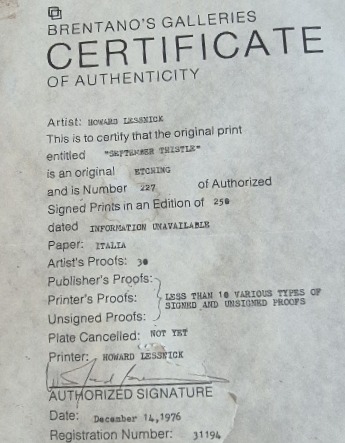 BRENTANO'S GALLERIES
CERTIFICATE
OF AUTHENTICITY
Artist: HOWARD LESSNICK
This is to certify that the original print
entitled "SEPTEMBER THISTLE"
is an original ETCHING
and is Number 227 of Authorized
Signed Prints in an Edition of 250
dated INFORMATION UNAVAILABLE
Paper: ITALIA
Artist's Proofs: 30
Publisher's Proofs:
Printer's Proofs: LESS THAN 10 VARIOUS TYPES OF
SIGNED AND UNSIGNED PROOFS
Unsigned Proofs:
Plate Cancelled: NOT YET
Printer: HOWARD LESSNICK
AUTHORIZED SIGNATURE
Date: December 14,1976
Registration Number: 31194